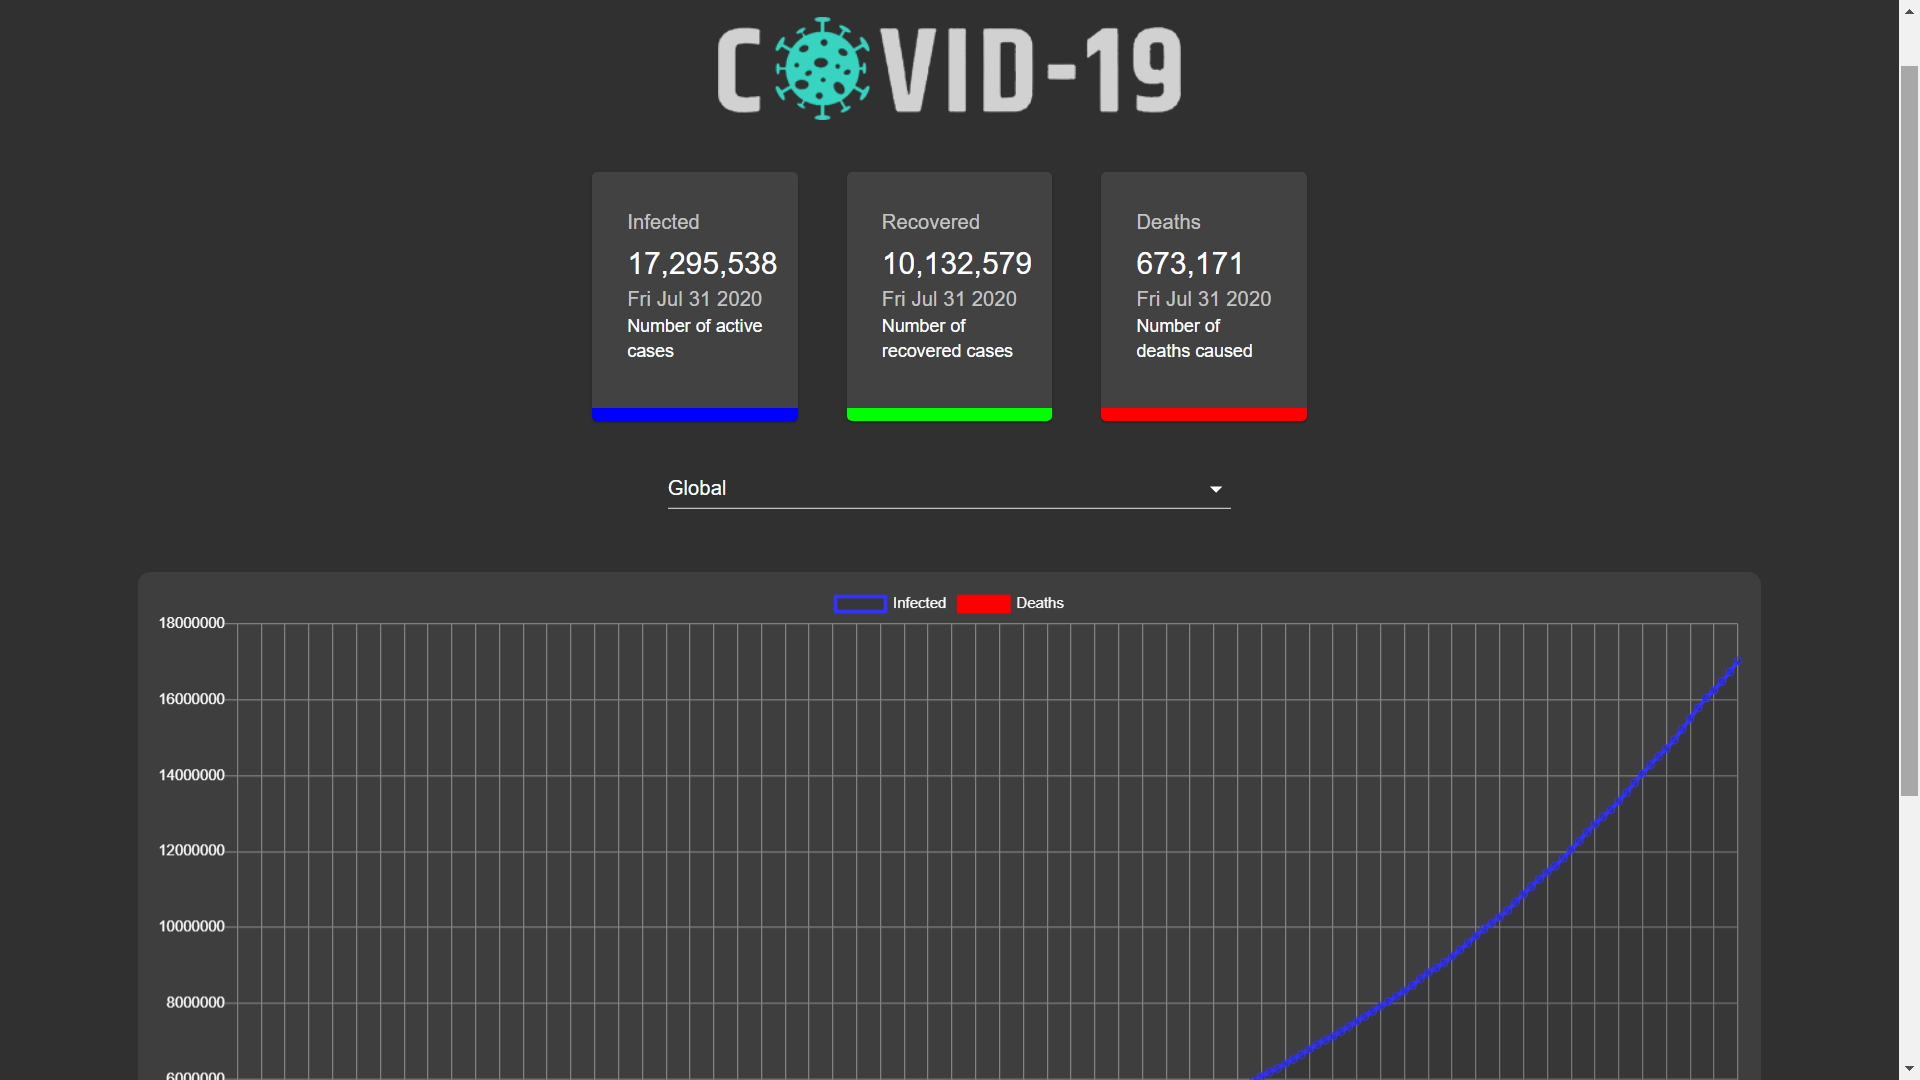 COVID-19
Infected
17,295,538
Fri Jul 31 2020
Number of active
cases
Recovered
10,132,579
Fri Jul 31 2020
Number of
recovered cases
Deaths
673,171
Fri Jul 31 2020
Number of
deaths caused
Global
Infected Deaths
18000000
16000000
14000000
12000000
10000000
8000000
6000000